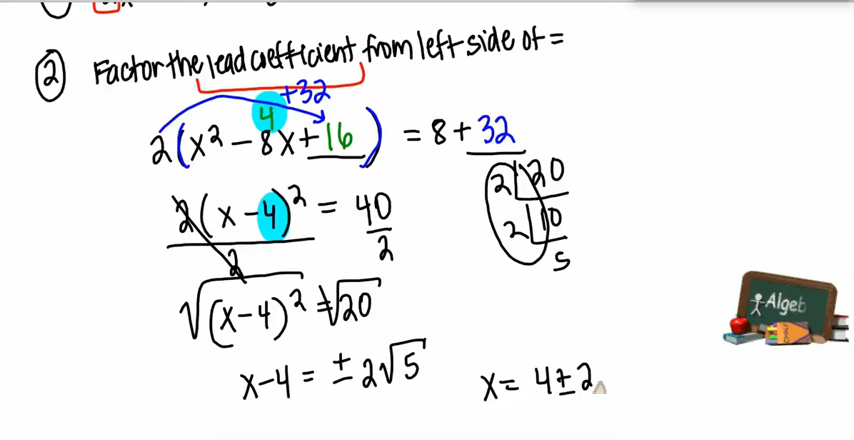 ② Factor the lead coefficient from left side of =
+32
4
2(x² − 8x + 16) = 8 + 32
2(x − 4)² = 40
2 2
√(x − 4)² = √20
x − 4 = ± 2√5
x = 4 ± 2
2 20
2 10
5
Algeb